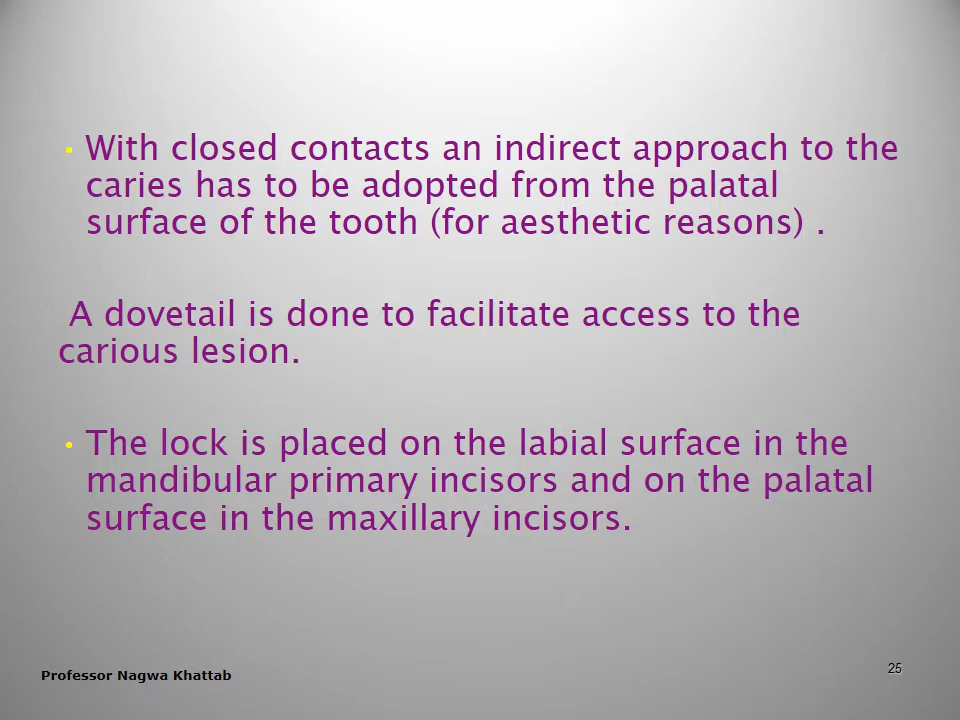 • With closed contacts an indirect approach to the
caries has to be adopted from the palatal
surface of the tooth (for aesthetic reasons) .
A dovetail is done to facilitate access to the
carious lesion.
• The lock is placed on the labial surface in the
mandibular primary incisors and on the palatal
surface in the maxillary incisors.
Professor Nagwa Khattab
25